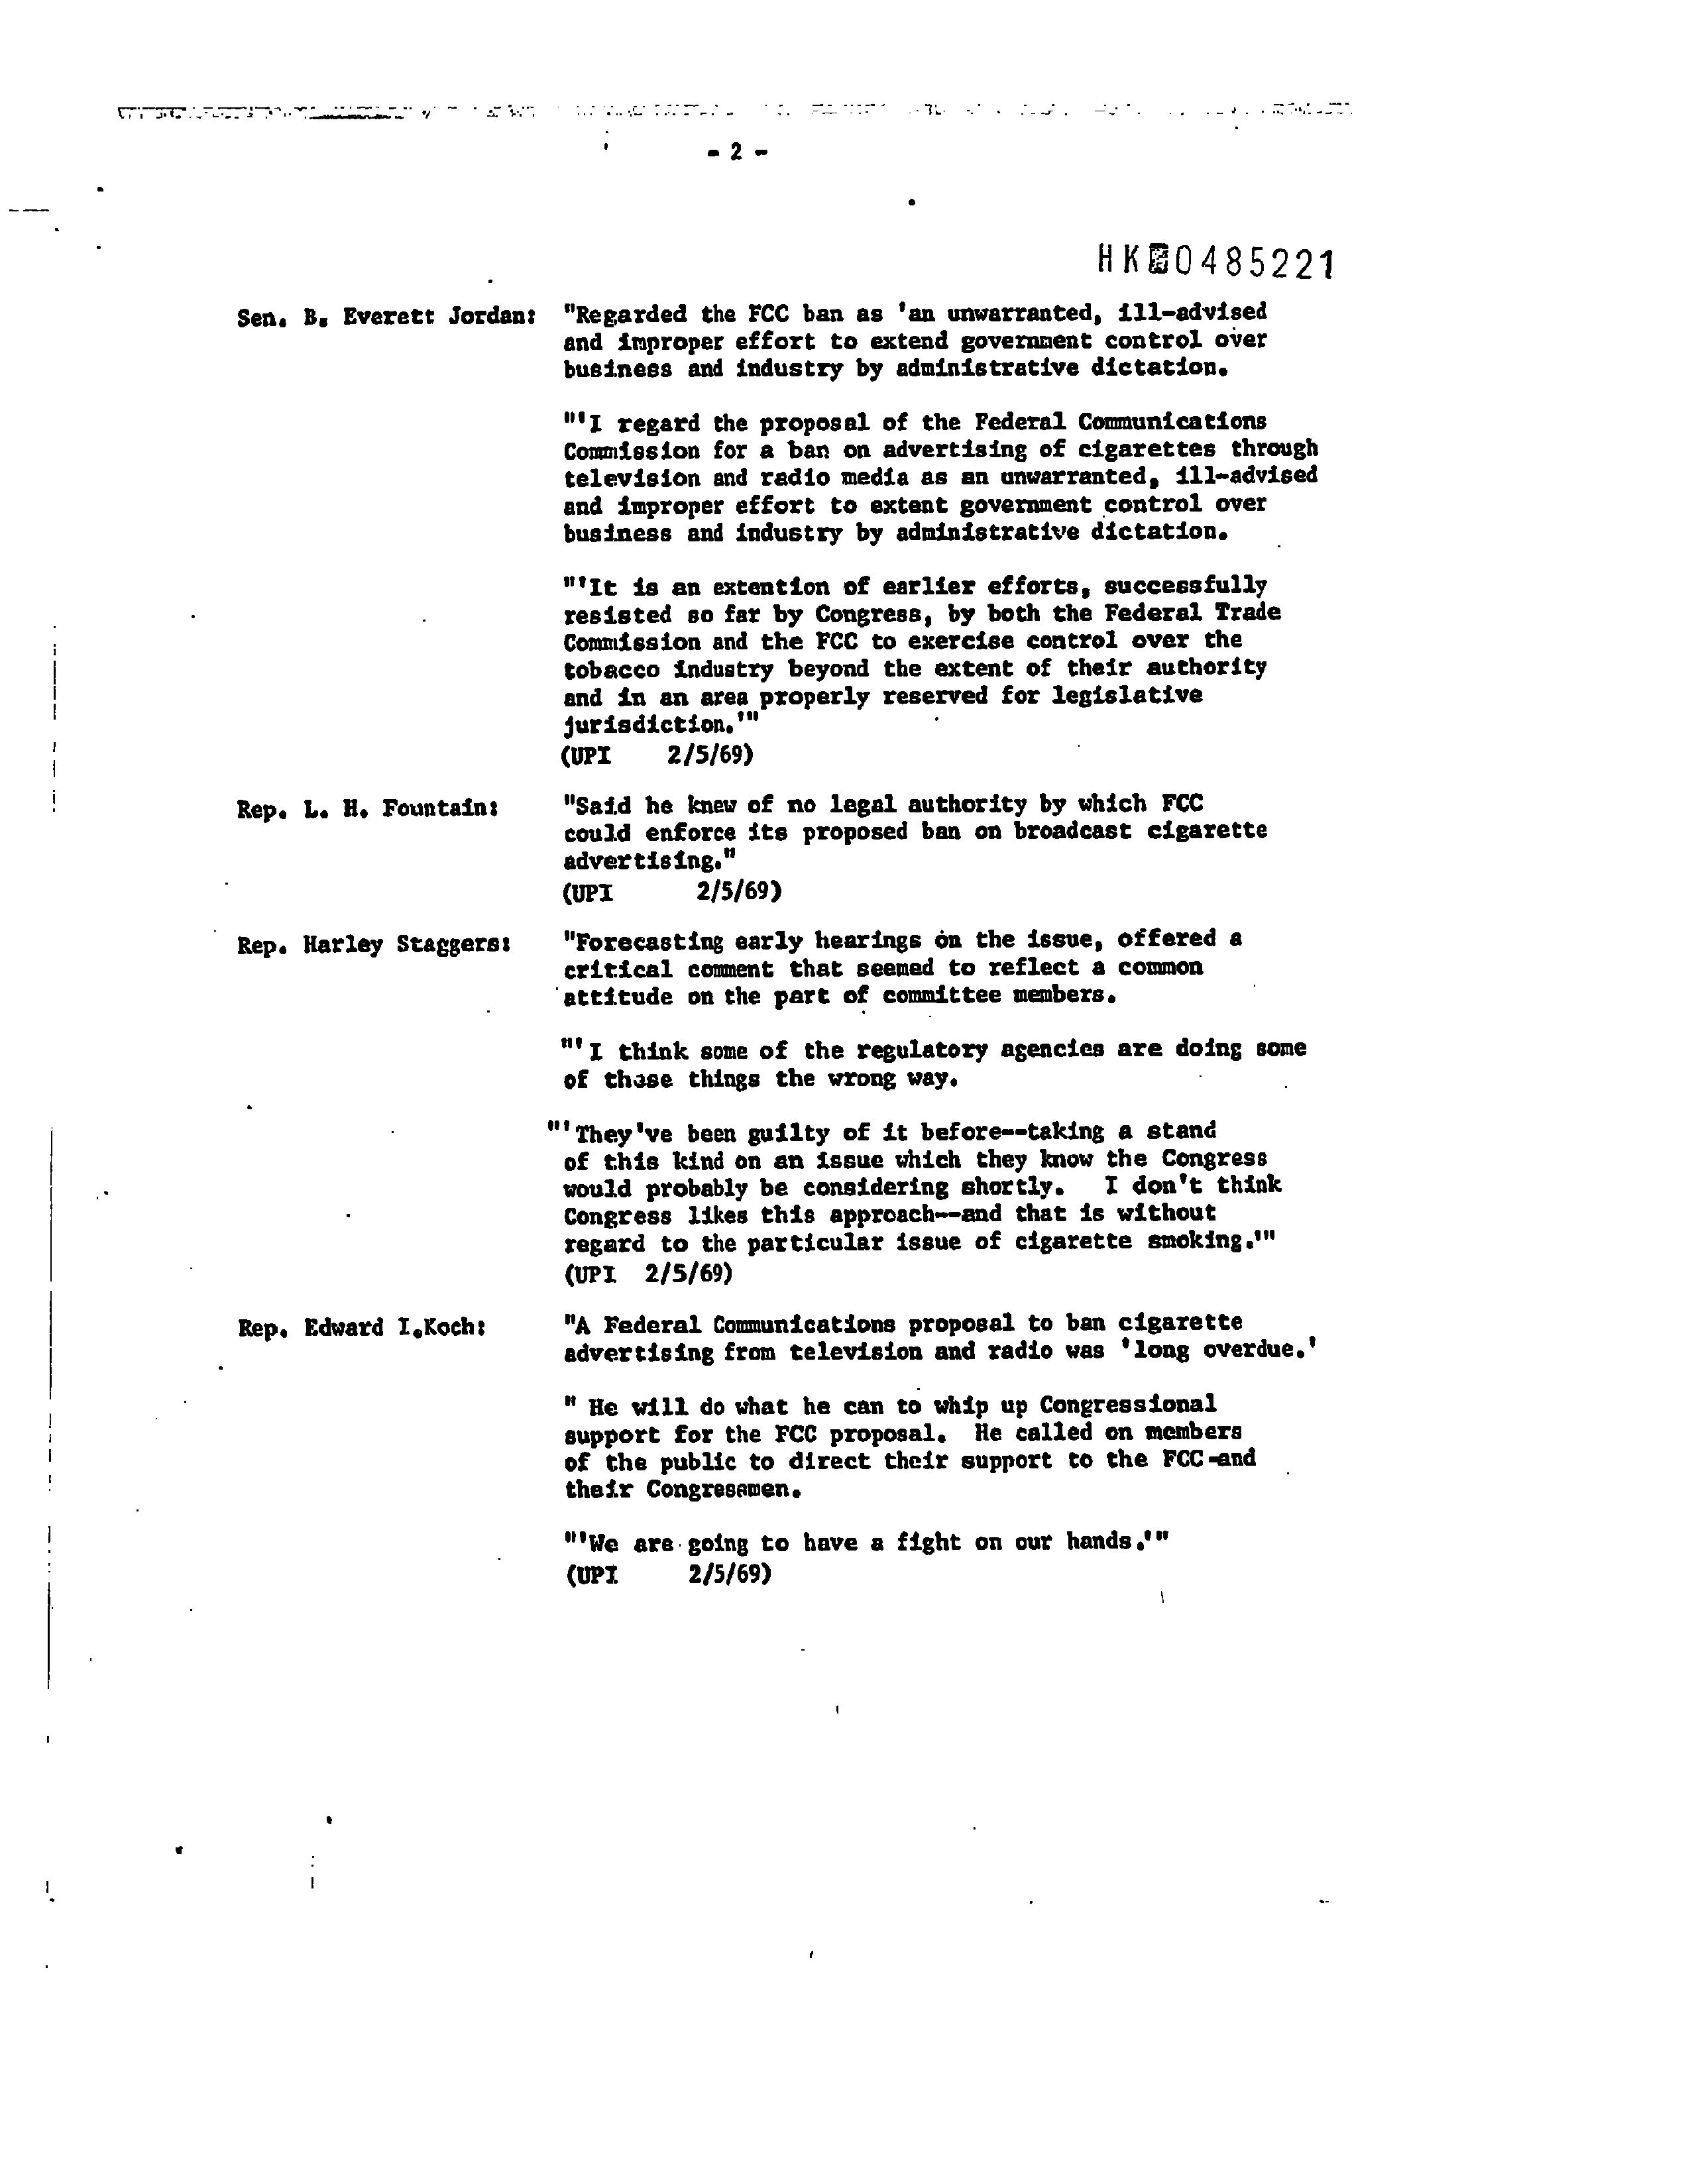 - 2 -
HK 0485221
Sen. B. Everett Jordan: "Regarded the FCC ban as 'an unwarranted, ill-advised
and improper effort to extend government control over
business and industry by administrative dictation.
"'I regard the proposal of the Federal Communications
Commission for a ban on advertising of cigarettes through
television and radio media as an unwarranted, ill-advised
and improper effort to extent government control over
business and industry by administrative dictation.
"'It is an extention of earlier efforts, successfully
resisted so far by Congress, by both the Federal Trade
Commission and the FCC to exercise control over the
tobacco industry beyond the extent of their authority
and in an area properly reserved for legislative
jurisdiction.'"
(UPI 2/5/69)
Rep. L. H. Fountain: "Said he knew of no legal authority by which FCC
could enforce its proposed ban on broadcast cigarette
advertising."
(UPI 2/5/69)
Rep. Harley Staggers: "Forecasting early hearings on the issue, offered a
critical comment that seemed to reflect a common
attitude on the part of committee members.
"'I think some of the regulatory agencies are doing some
of those things the wrong way.
"'They've been guilty of it before--taking a stand
of this kind on an issue which they know the Congress
would probably be considering shortly. I don't think
Congress likes this approach--and that is without
regard to the particular issue of cigarette smoking.'"
(UPI 2/5/69)
Rep. Edward I.Koch: "A Federal Communications proposal to ban cigarette
advertising from television and radio was 'long overdue.'
" He will do what he can to whip up Congressional
support for the FCC proposal. He called on members
of the public to direct their support to the FCC-and
their Congressmen.
"'We are going to have a fight on our hands.'"
(UPI 2/5/69)